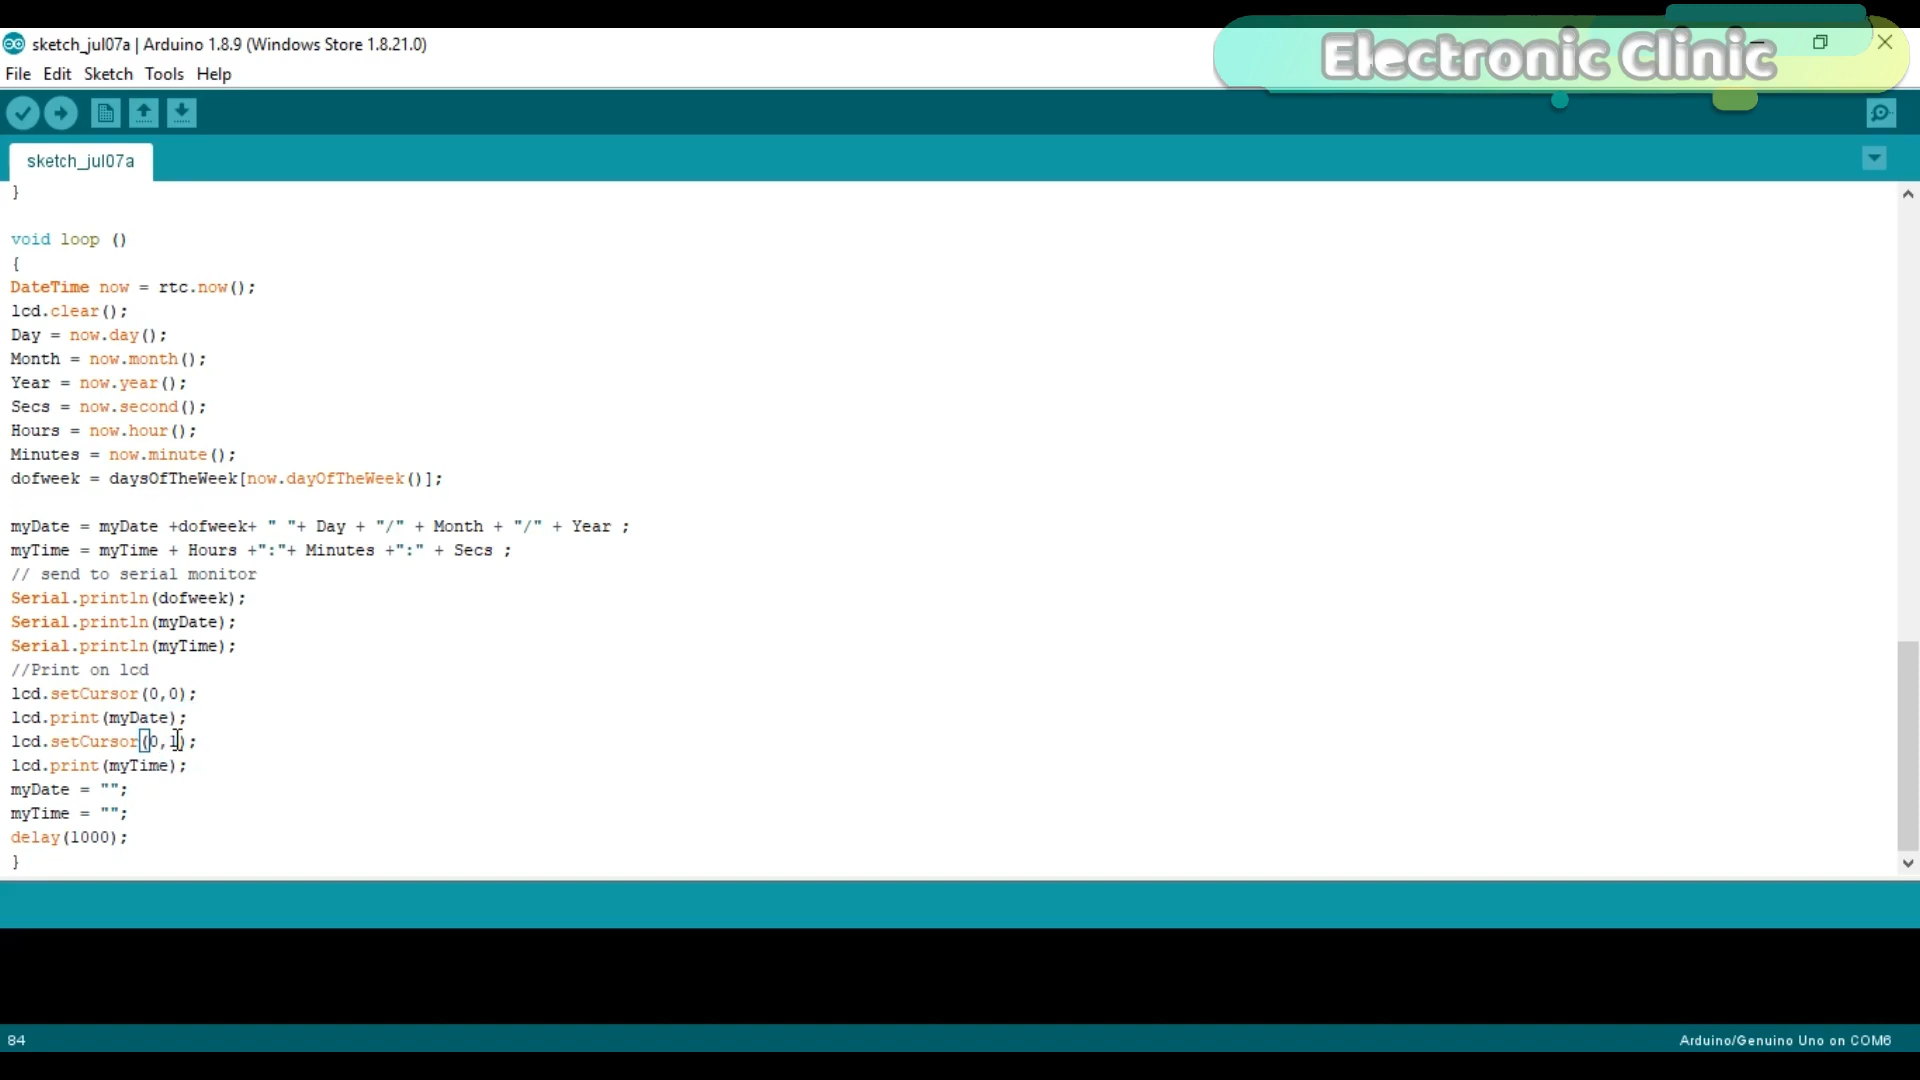 sketch_jul07a | Arduino 1.8.9 (Windows Store 1.8.21.0)
Electronic Clinic
File Edit Sketch Tools Help
sketch_jul07a
}
void loop ()
{
DateTime now = rtc.now();
lcd.clear();
Day = now.day();
Month = now.month();
Year = now.year();
Secs = now.second();
Hours = now.hour();
Minutes = now.minute();
dofweek = daysOfTheWeek[now.dayOfTheWeek()];
myDate = myDate +dofweek+ " "+ Day + "/" + Month + "/" + Year ;
myTime = myTime + Hours +":"+ Minutes +":" + Secs ;
// send to serial monitor
Serial.println(dofweek);
Serial.println(myDate);
Serial.println(myTime);
//Print on lcd
lcd.setCursor(0,0);
lcd.print(myDate);
lcd.setCursor(0,1);
lcd.print(myTime);
myDate = "";
myTime = "";
delay(1000);
}
84
Arduino/Genuino Uno on COM6